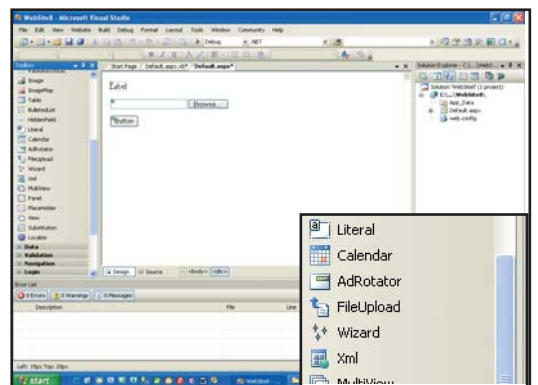 WebSite8 - Microsoft Visual Studio
File Edit View Website Build Debug Format Layout Tools Window Community Help
Debug .NET
Toolbox
Start Page Default.aspx.vb* Default.aspx*
Solution Explorer - C:\...\WebSit...
Image
ImageMap
Table
BulletedList
HiddenField
Literal
Calendar
AdRotator
FileUpload
Wizard
Xml
MultiView
Panel
PlaceHolder
View
Substitution
Localize
Data
Validation
Navigation
Login
Label
Browse...
Button
Solution 'WebSite8' (1 project)
App_Data
Default.aspx
web.config
Design Source <body> <div>
Error List
0 Errors 0 Warnings 0 Messages
Description File Line
start
Literal
Calendar
AdRotator
FileUpload
Wizard
Xml
MultiView